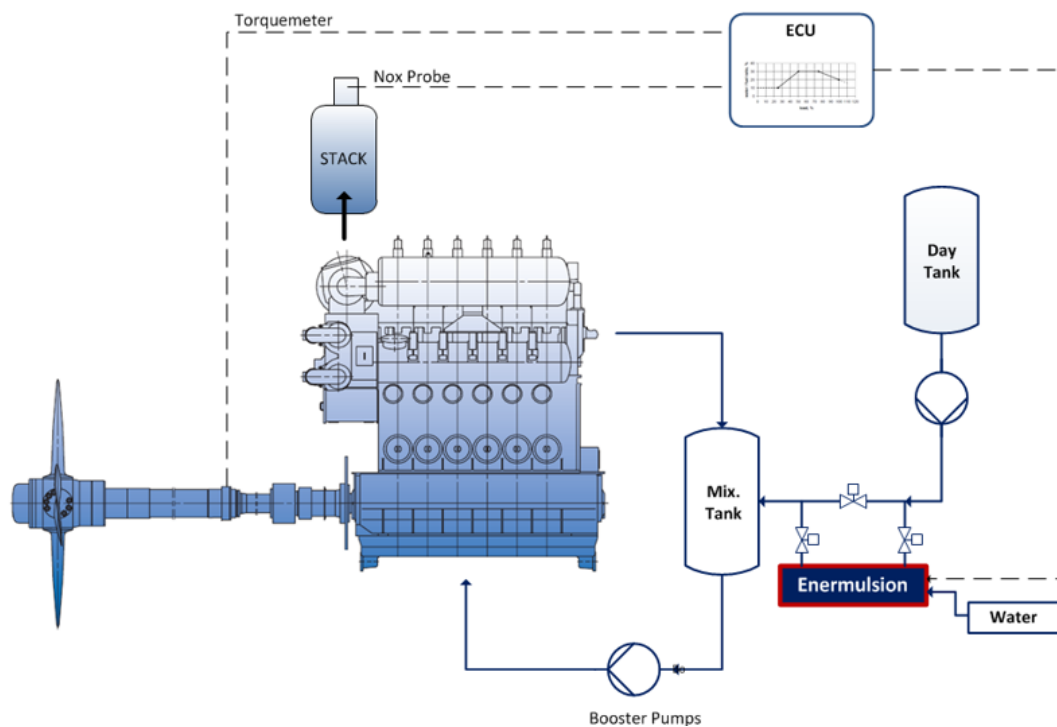 Torquemeter
ECU
Nox Probe
STACK
Day
Tank
Mix.
Tank
Enermulsion
Water
Booster Pumps